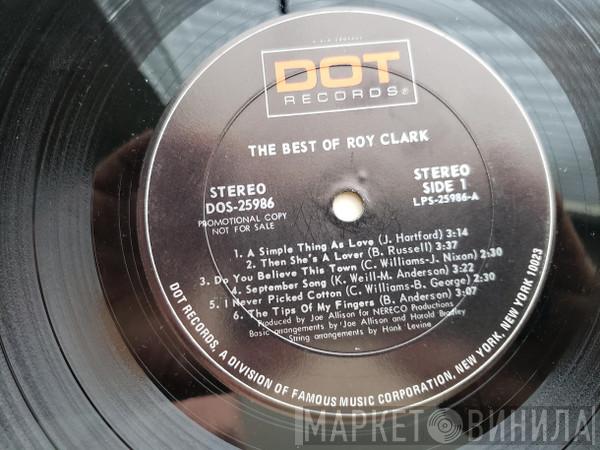 DOT
RECORDS®
THE BEST OF ROY CLARK
STEREO
DOS-25986
PROMOTIONAL COPY
NOT FOR SALE
STEREO
SIDE 1
LPS-25986-A
1. A Simple Thing As Love (J. Hartford) 3:14
2. Then She's A Lover (B. Russell) 3:37
3. Do You Believe This Town (C. Williams-J. Nixon) 2:30
4. September Song (K. Weill-M. Anderson) 3:22
5. I Never Picked Cotton (C. Williams-B. George) 2:30
6. The Tips Of My Fingers (B. Anderson) 3:07
Produced by Joe Allison for NERECO Productions
Basic arrangements by Joe Allison and Harold Bradley
String arrangements by Hank Levine
DOT RECORDS, A DIVISION OF FAMOUS MUSIC CORPORATION, NEW YORK, NEW YORK 10023
МАРКЕТ ВИНИЛА